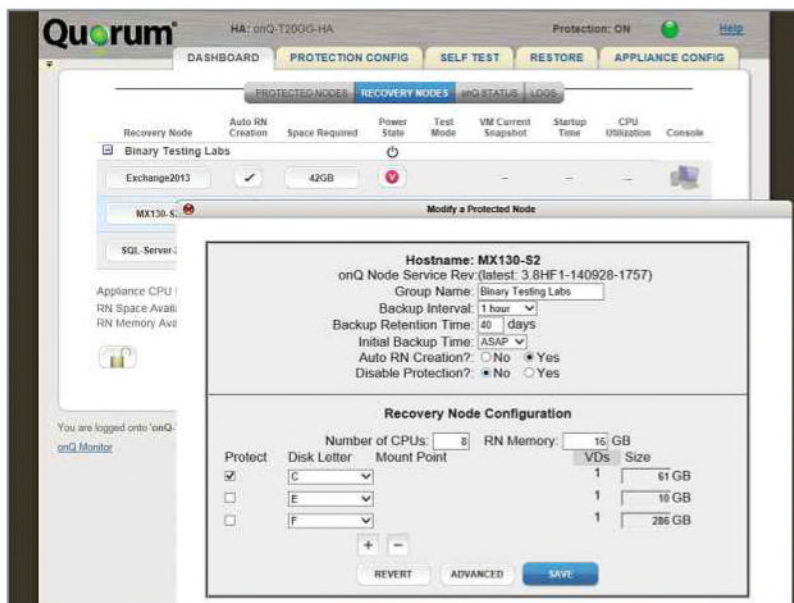 Quorum®
HA: onQ-T20GG-HA
Protection: ON
Help
DASHBOARD
PROTECTION CONFIG
SELF TEST
RESTORE
APPLIANCE CONFIG
PROTECTED NODES
RECOVERY NODES
onQ STATUS
LOGS
Recovery Node
Auto RN Creation
Space Required
Power State
Test Mode
VM Current Snapshot
Startup Time
CPU Utilization
Console
Binary Testing Labs
Exchange2013
42GB
MX130-S
SQL-Server-
Appliance CPU
RN Space Avail
RN Memory Ava
You are logged onto 'onQ-
onQ Monitor
Modify a Protected Node
Hostname: MX130-S2
onQ Node Service Rev:(latest: 3.8HF1-140928-1757)
Group Name: Binary Testing Labs
Backup Interval: 1 hour
Backup Retention Time: 40 days
Initial Backup Time: ASAP
Auto RN Creation?: No Yes
Disable Protection?: No Yes
Recovery Node Configuration
Number of CPUs: 8 RN Memory: 16 GB
Protect Disk Letter Mount Point VDs Size
C 1 61 GB
E 1 10 GB
F 1 286 GB
+ -
REVERT ADVANCED SAVE